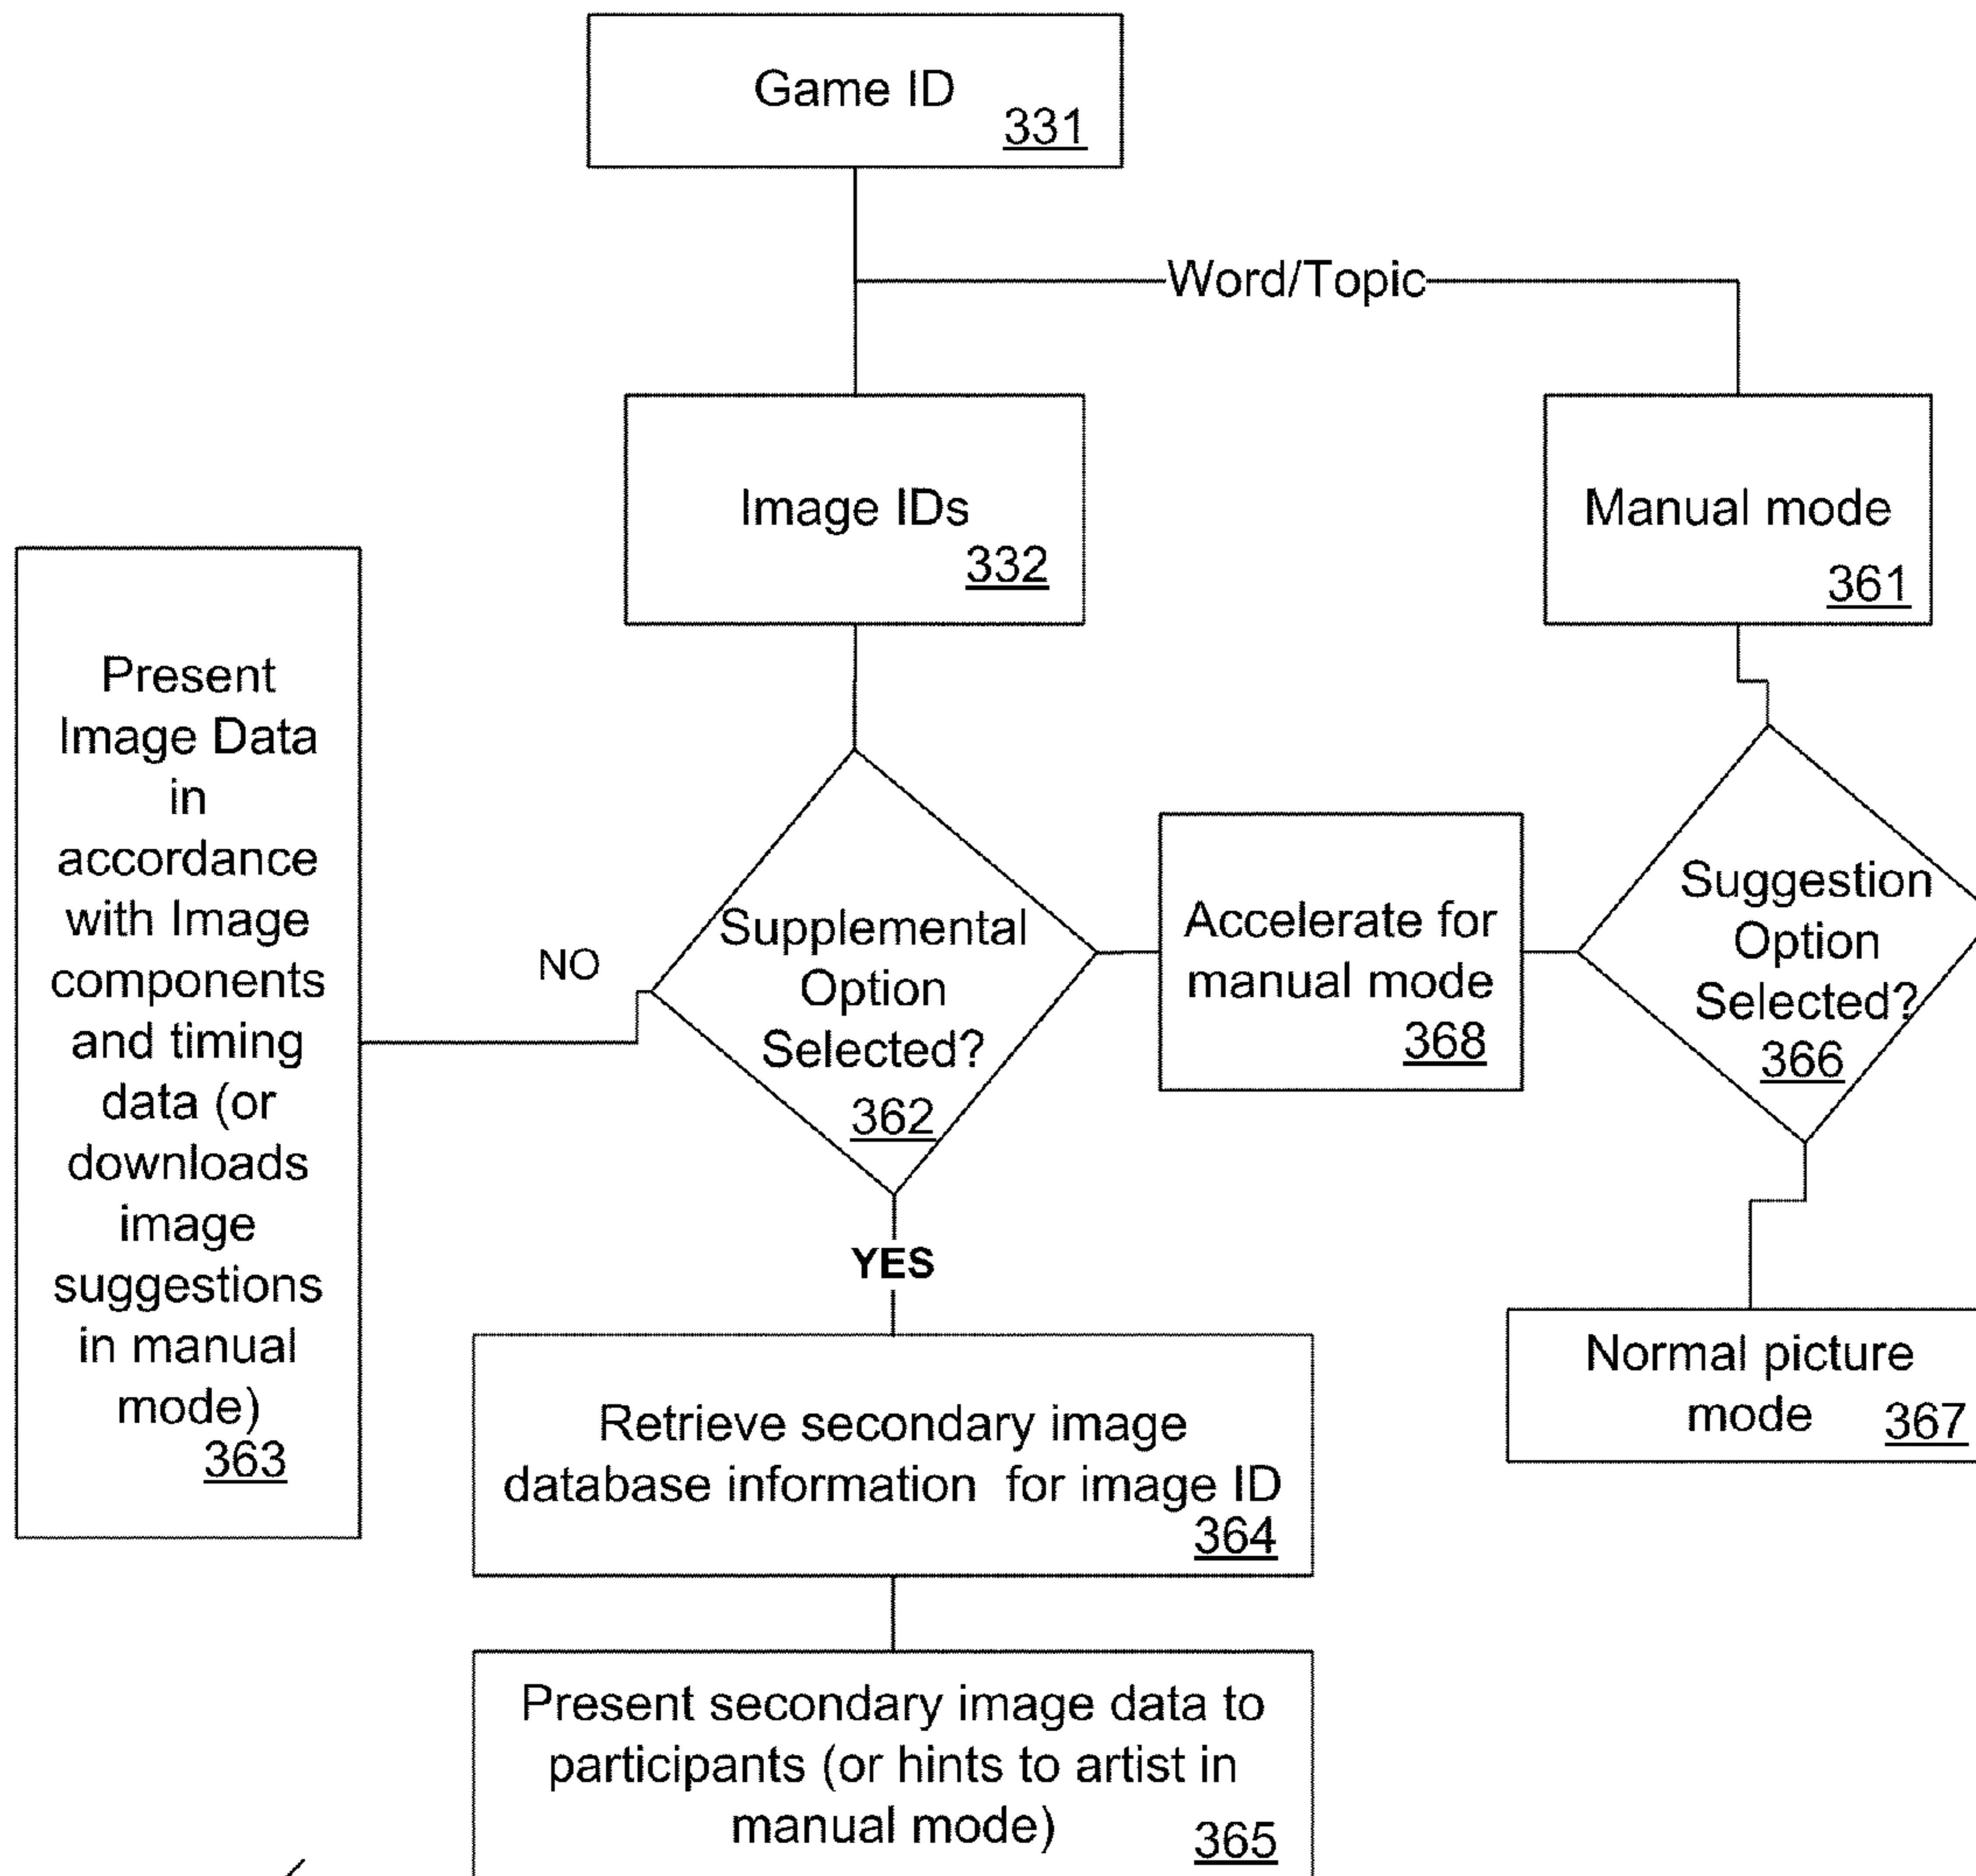 Game ID
331
Word/Topic
Image IDs
332
Manual mode
361
Present
Image Data
in
accordance
with Image
components
and timing
data (or
downloads
image
suggestions
in manual
mode)
363
NO
Supplemental
Option
Selected?
362
Accelerate for
manual mode
368
Suggestion
Option
Selected?
366
YES
Normal picture
mode 367
Retrieve secondary image
database information for image ID
364
Present secondary image data to
participants (or hints to artist in
manual mode) 365